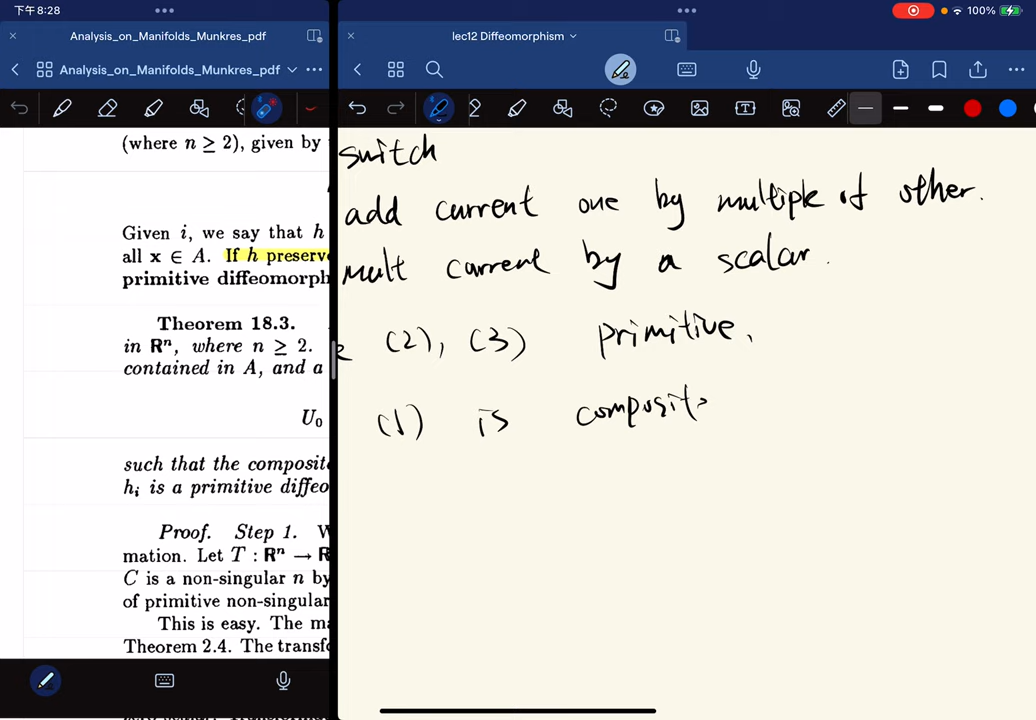 下午8:28
100%
Analysis_on_Manifolds_Munkres_pdf
lec12 Diffeomorphism
Analysis_on_Manifolds_Munkres_pdf
(where n ≥ 2), given by
Given i, we say that h
all x ∈ A. If h preserve
primitive diffeomorph
Theorem 18.3.
in Rⁿ, where n ≥ 2.
contained in A, and a
U₀
such that the composite
hᵢ is a primitive diffeo
Proof. Step 1. W
mation. Let T : Rⁿ → R
C is a non-singular n by
of primitive non-singular
This is easy. The ma
Theorem 2.4. The transf
switch
add current one by multiple of other.
mult current by a scalar.
(2), (3) primitive,
(1) is composit